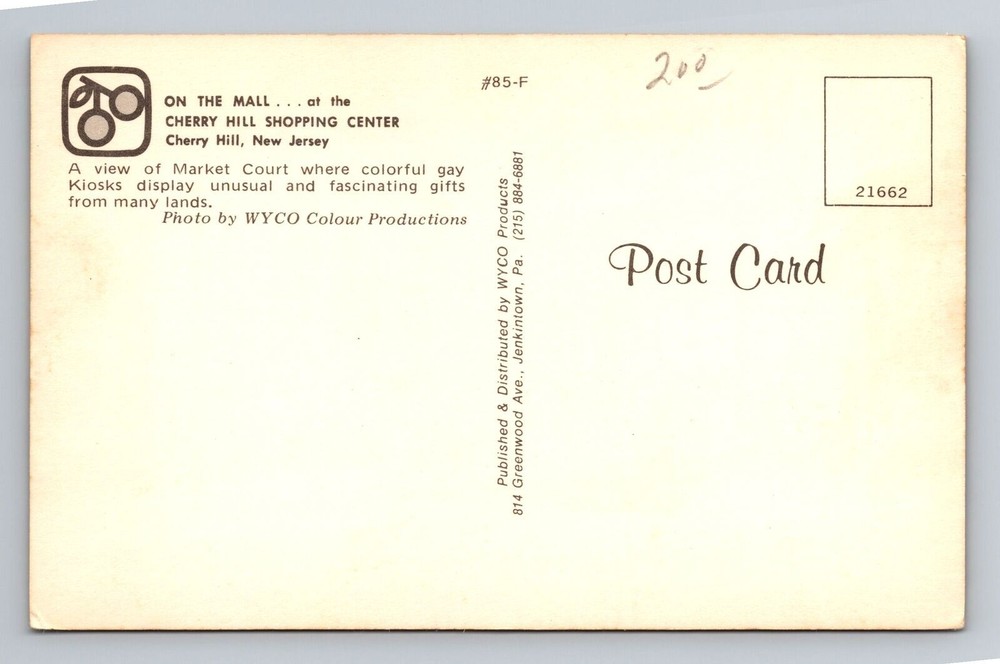 #85-F
200
ON THE MALL . . . at the
CHERRY HILL SHOPPING CENTER
Cherry Hill, New Jersey
A view of Market Court where colorful gay
Kiosks display unusual and fascinating gifts
from many lands.
Photo by WYCO Colour Productions
Published & Distributed by WYCO Products
814 Greenwood Ave., Jenkintown, Pa. (215) 884-6881
21662
Post Card